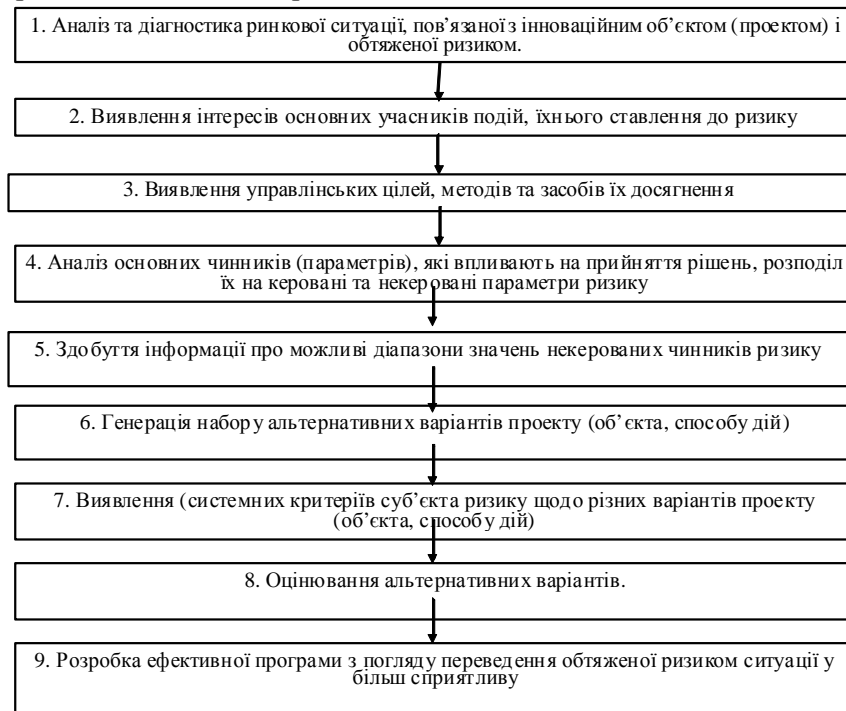 1. Аналіз та діагностика ринкової ситуації, пов’язаної з інноваційним об’єктом (проектом) і
обтяженої ризиком.
2. Виявлення інтересів основних учасників подій, їхнього ставлення до ризику
3. Виявлення управлінських цілей, методів та засобів їх досягнення
4. Аналіз основних чинників (параметрів), які впливають на прийняття рішень, розподіл
їх на керовані та некеровані параметри ризику
5. Здобуття інформації про можливі діапазони значень некерованих чинників ризику
6. Генерація набору альтернативних варіантів проекту (об’єкта, способу дій)
7. Виявлення (системних критеріїв суб’єкта ризику щодо різних варіантів проекту
(об’єкта, способу дій)
8. Оцінювання альтернативних варіантів.
9. Розробка ефективної програми з погляду переведення обтяженої ризиком ситуації у
більш сприятливу